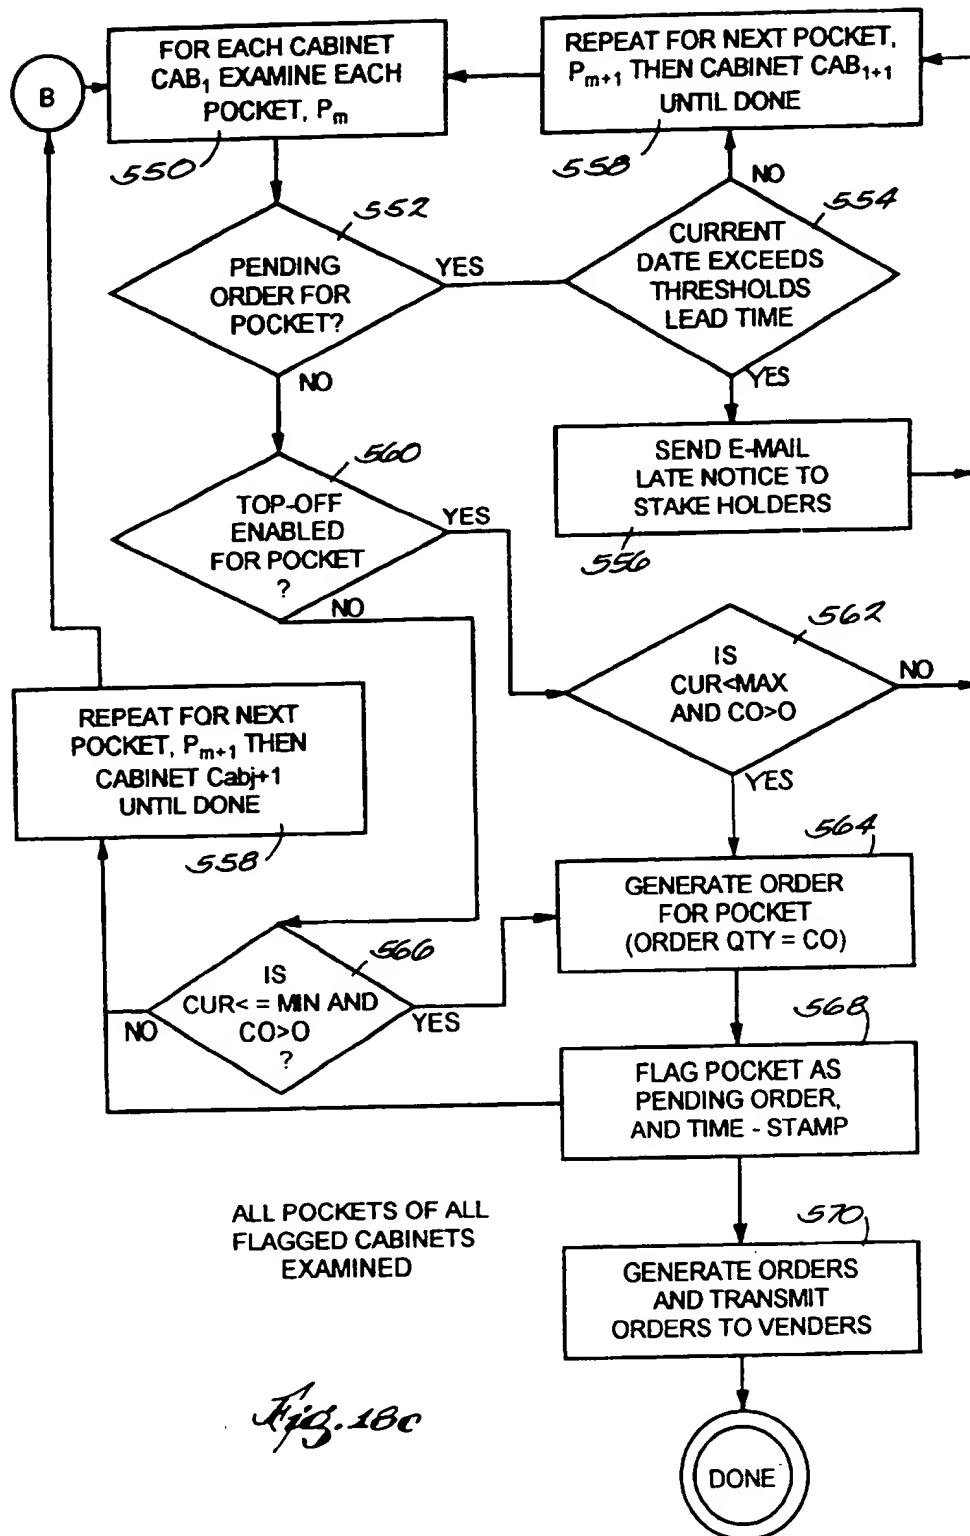 B
FOR EACH CABINET
CAB₁ EXAMINE EACH
POCKET, Pₘ
550
REPEAT FOR NEXT POCKET,
Pₘ₊₁ THEN CABINET CAB₁₊₁
UNTIL DONE
558
NO
552
PENDING
ORDER FOR
POCKET?
YES
NO
554
CURRENT
DATE EXCEEDS
THRESHOLDS
LEAD TIME
YES
SEND E-MAIL
LATE NOTICE TO
STAKE HOLDERS
556
560
TOP-OFF
ENABLED
FOR POCKET
?
YES
NO
562
IS
CUR<MAX
AND CO>O
NO
YES
REPEAT FOR NEXT
POCKET, Pₘ₊₁ THEN
CABINET Cabj+1
UNTIL DONE
558
564
GENERATE ORDER
FOR POCKET
(ORDER QTY = CO)
566
IS
CUR< = MIN AND
CO>O
?
NO
YES
568
FLAG POCKET AS
PENDING ORDER,
AND TIME - STAMP
ALL POCKETS OF ALL
FLAGGED CABINETS
EXAMINED
570
GENERATE ORDERS
AND TRANSMIT
ORDERS TO VENDERS
Fig. 18c
DONE